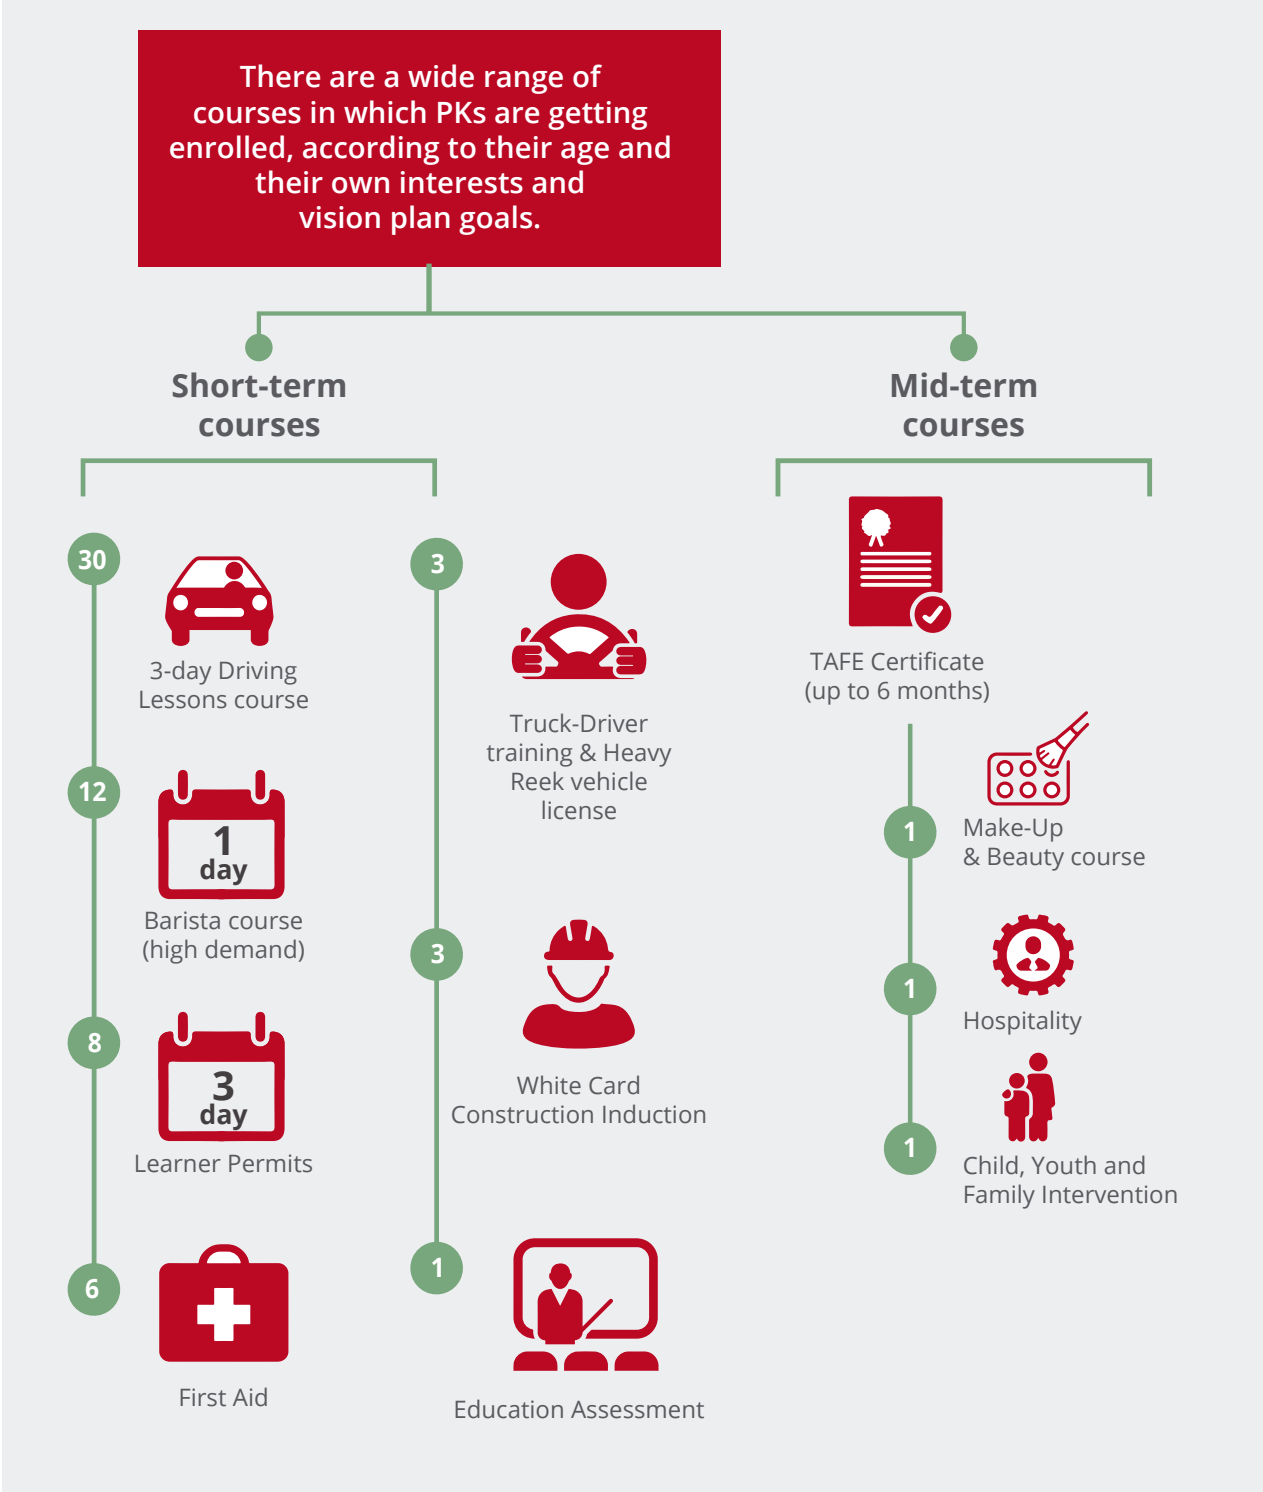 There are a wide range of
courses in which PKs are getting
enrolled, according to their age and
their own interests and
vision plan goals.
Short-term
courses
30
3-day Driving
Lessons course
12
1
day
Barista course
(high demand)
8
3
day
Learner Permits
6
First Aid
3
Truck-Driver
training & Heavy
Reek vehicle
license
3
White Card
Construction Induction
1
Education Assessment
Mid-term
courses
TAFE Certificate
(up to 6 months)
1
Make-Up
& Beauty course
1
Hospitality
1
Child, Youth and
Family Intervention